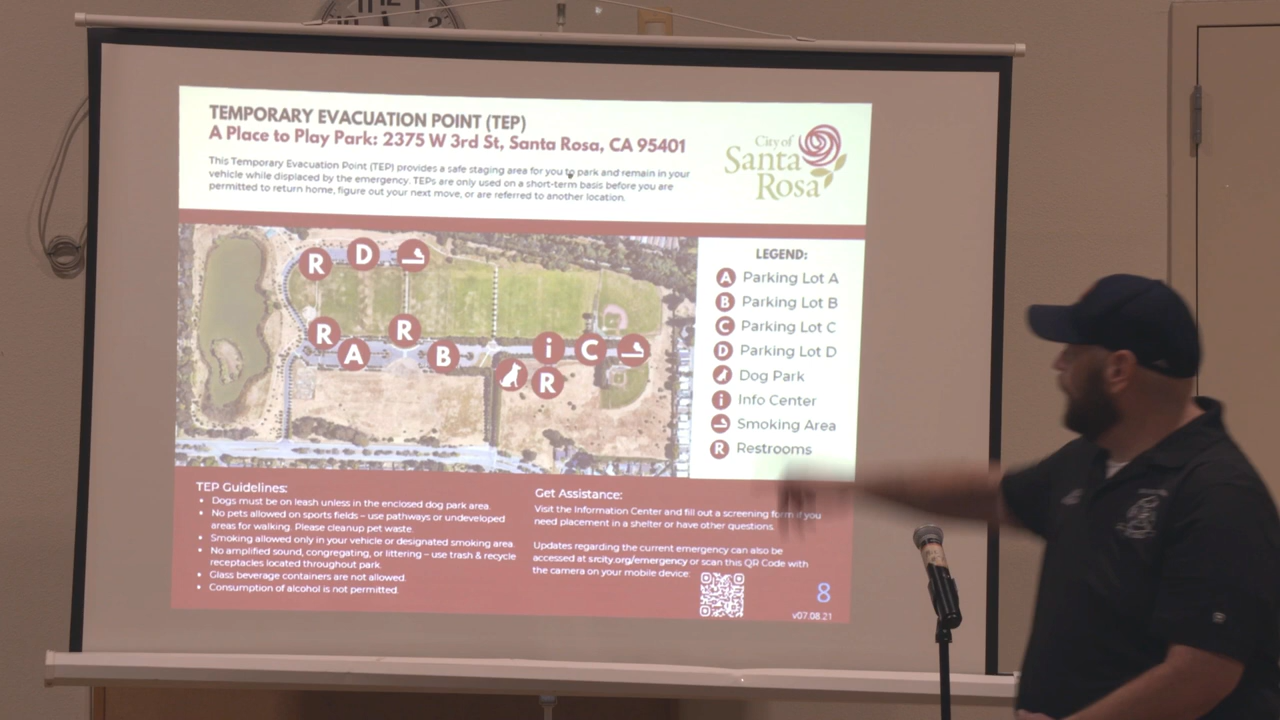 12
TEMPORARY EVACUATION POINT (TEP)
A Place to Play Park: 2375 W 3rd St, Santa Rosa, CA 95401
This Temporary Evacuation Point (TEP) provides a safe staging area for you to park and remain in your
vehicle while displaced by the emergency. TEPs are only used on a short-term basis before you are
permitted to return home, figure out your next move, or are referred to another location.
City of
Santa
Rosa
R D
R R
A B i C
R
LEGEND:
A Parking Lot A
B Parking Lot B
C Parking Lot C
D Parking Lot D
Dog Park
i Info Center
Smoking Area
R Restrooms
TEP Guidelines:
• Dogs must be on leash unless in the enclosed dog park area.
• No pets allowed on sports fields – use pathways or undeveloped
areas for walking. Please cleanup pet waste.
• Smoking allowed only in your vehicle or designated smoking area.
• No amplified sound, congregating, or littering – use trash & recycle
receptacles located throughout park.
• Glass beverage containers are not allowed.
• Consumption of alcohol is not permitted.
Get Assistance:
Visit the Information Center and fill out a screening form if you
need placement in a shelter or have other questions.
Updates regarding the current emergency can also be
accessed at srcity.org/emergency or scan this QR Code with
the camera on your mobile device:
8
v07.08.21